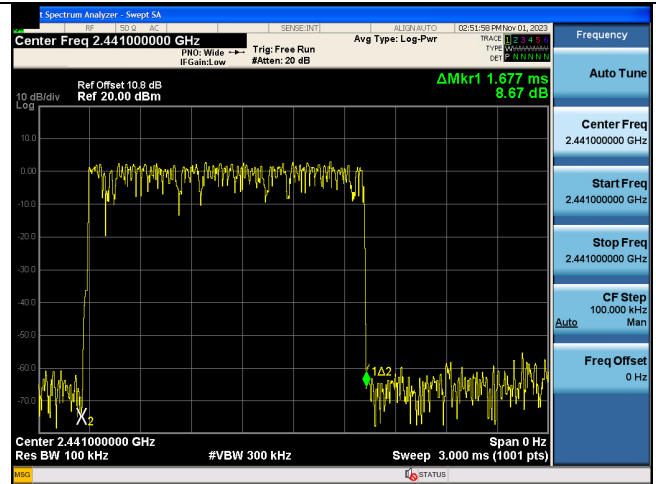 t Spectrum Analyzer - Swept SA
RF 50 Ω AC SENSE:INT ALIGN AUTO 02:51:58 PM Nov 01, 2023
Center Freq 2.441000000 GHz
PNO: Wide
IFGain:Low
Trig: Free Run
#Atten: 20 dB
Avg Type: Log-Pwr
TRACE 1 2 3 4 5 6
TYPE
DET P N N N N N
ΔMkr1 1.677 ms
8.67 dB
Ref Offset 10.8 dB
10 dB/div Ref 20.00 dBm
Log
10.0
0.00
-10.0
-20.0
-30.0
-40.0
-50.0
-60.0
-70.0
1Δ2
2
Center 2.441000000 GHz Span 0 Hz
Res BW 100 kHz #VBW 300 kHz Sweep 3.000 ms (1001 pts)
MSG STATUS
Frequency
Auto Tune
Center Freq
2.441000000 GHz
Start Freq
2.441000000 GHz
Stop Freq
2.441000000 GHz
CF Step
100.000 kHz
Auto Man
Freq Offset
0 Hz